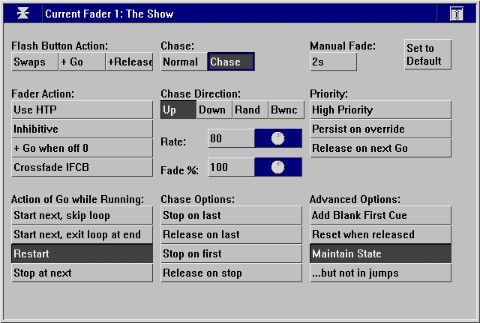 Current Fader 1: The Show
Flash Button Action:
Swaps + Go +Release
Chase:
Normal Chase
Manual Fade:
2s
Set to
Default
Fader Action:
Use HTP
Inhibitive
+ Go when off 0
Crossfade IFCB
Chase Direction:
Up Down Rand Bwnc
Rate: 80
Fade %: 100
Priority:
High Priority
Persist on override
Release on next Go
Action of Go while Running:
Start next, skip loop
Start next, exit loop at end
Restart
Stop at next
Chase Options:
Stop on last
Release on last
Stop on first
Release on stop
Advanced Options:
Add Blank First Cue
Reset when released
Maintain State
...but not in jumps